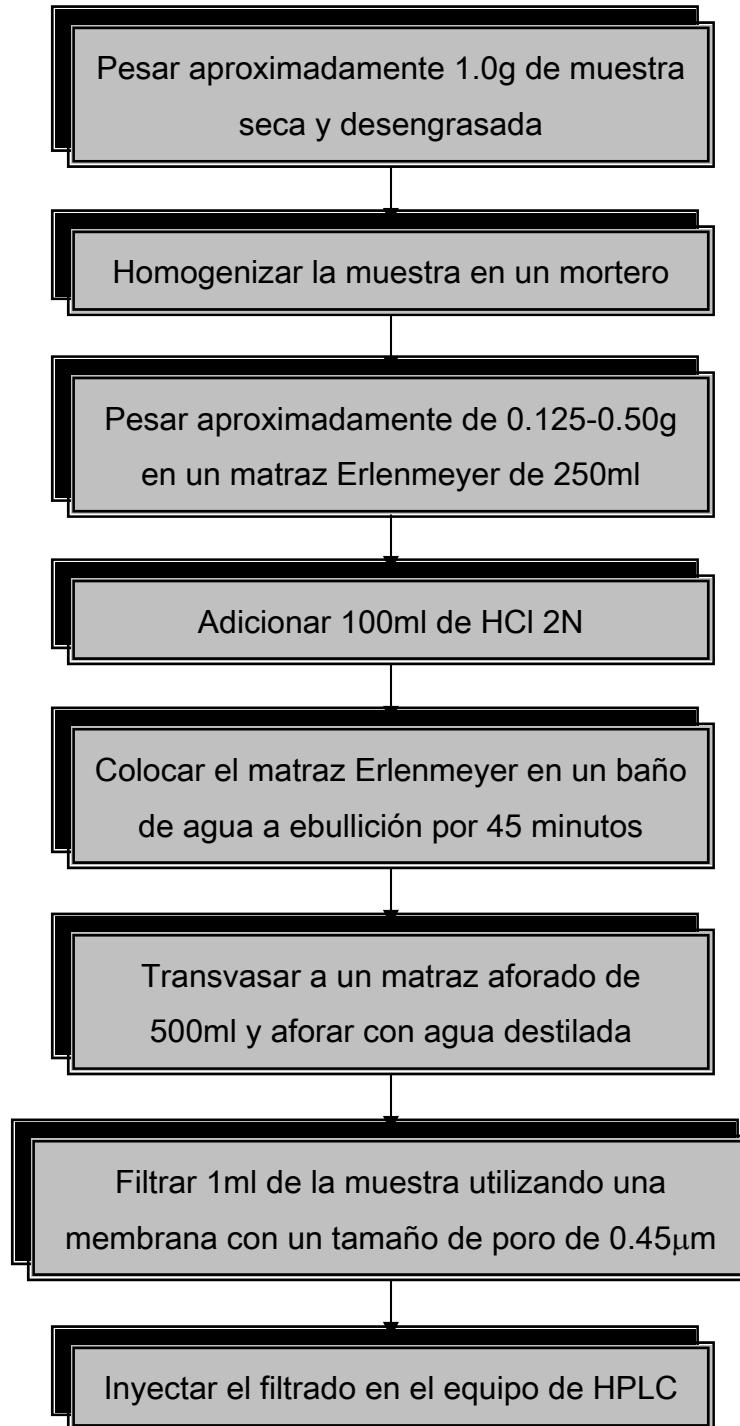 Pesar aproximadamente 1.0g de muestra
seca y desengrasada
Homogenizar la muestra en un mortero
Pesar aproximadamente de 0.125-0.50g
en un matraz Erlenmeyer de 250ml
Adicionar 100ml de HCl 2N
Colocar el matraz Erlenmeyer en un baño
de agua a ebullición por 45 minutos
Transvasar a un matraz aforado de
500ml y aforar con agua destilada
Filtrar 1ml de la muestra utilizando una
membrana con un tamaño de poro de 0.45μm
Inyectar el filtrado en el equipo de HPLC